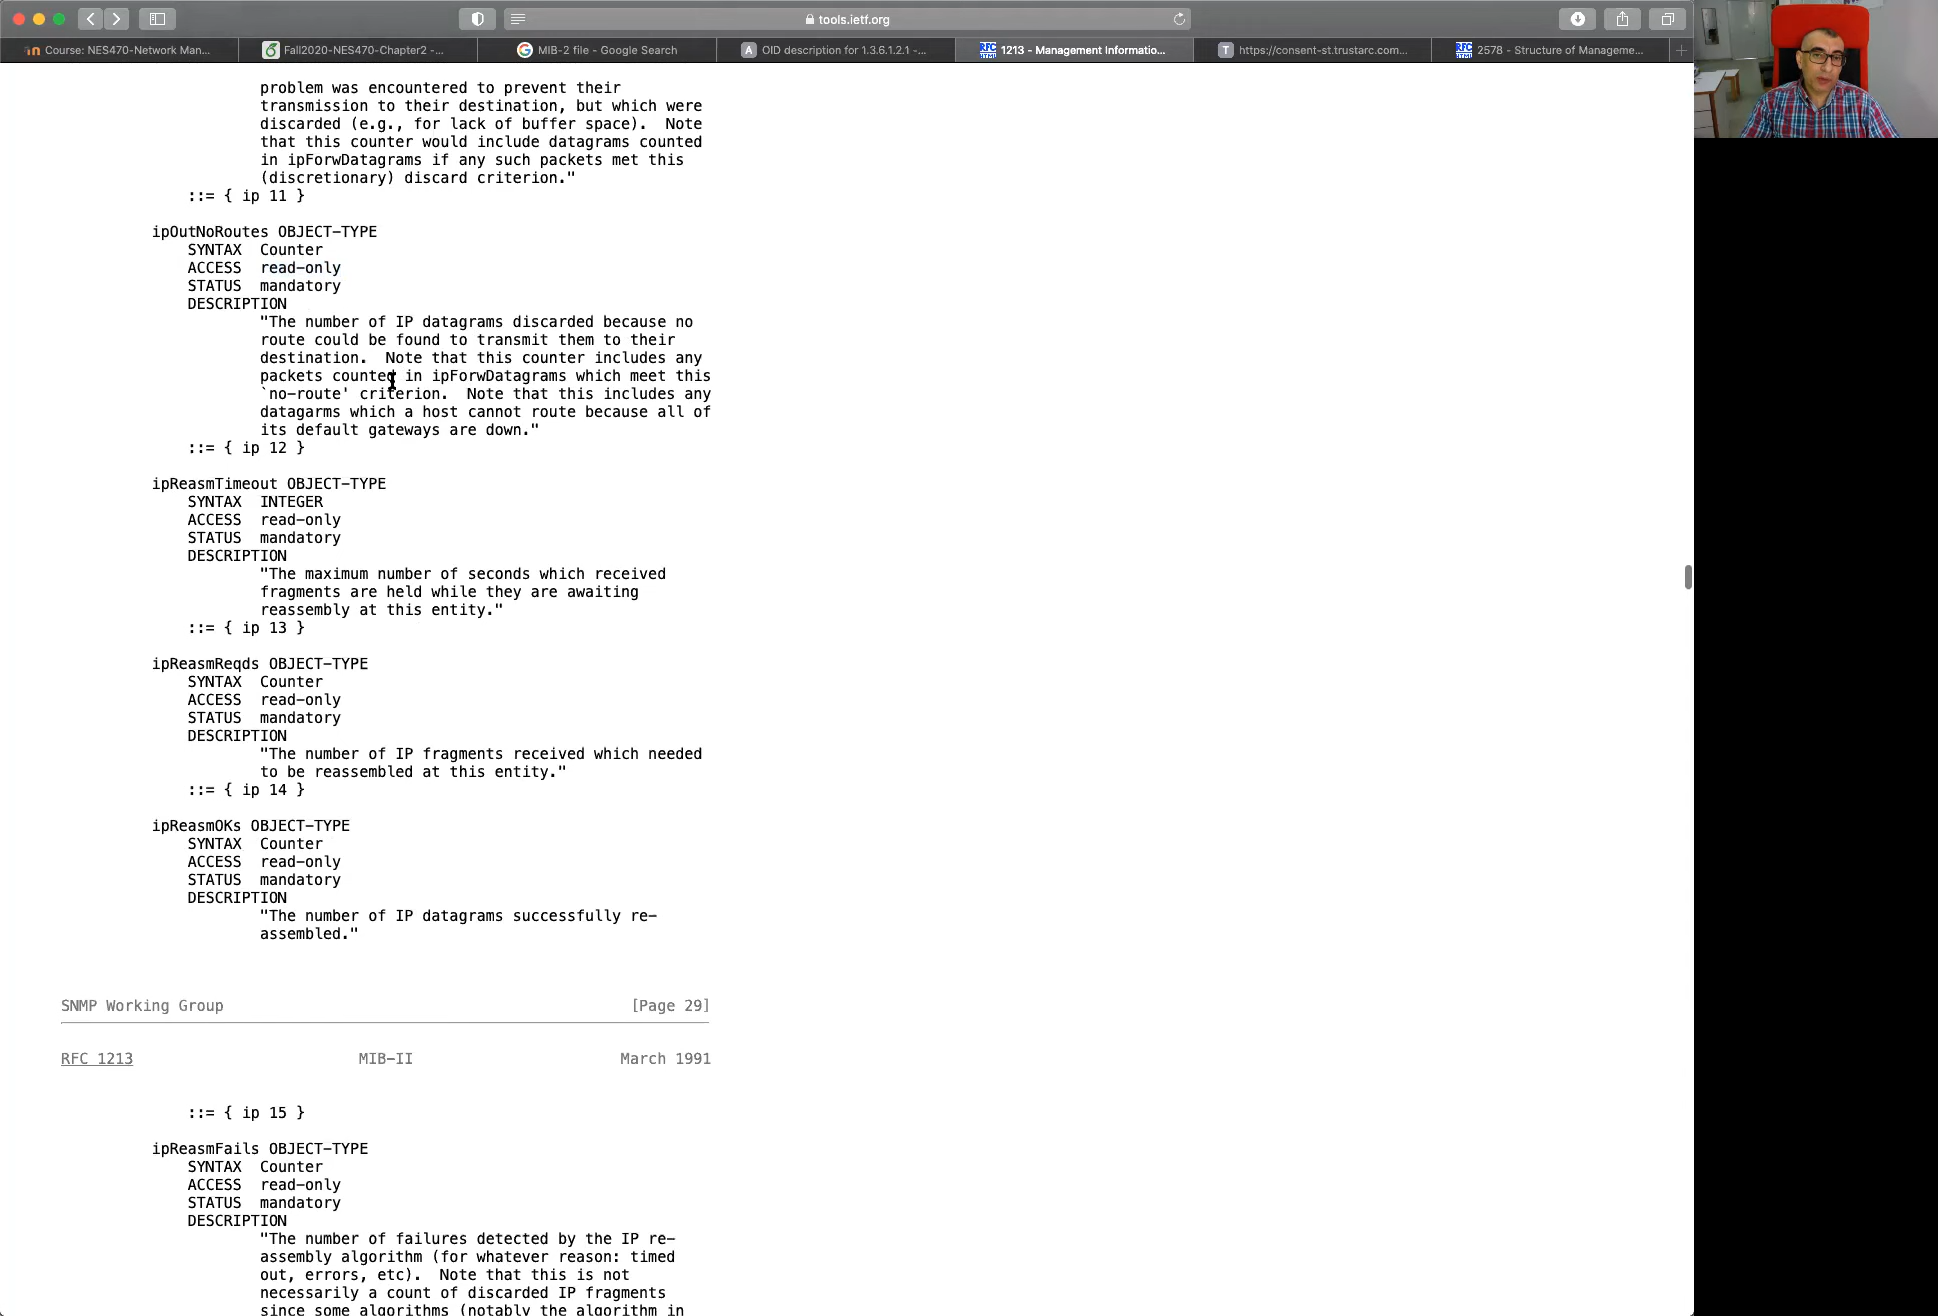 tools.ietf.org
Course: NES470-Network Man...
Fall2020-NES470-Chapter2 -...
MIB-2 file - Google Search
OID description for 1.3.6.1.2.1 -...
1213 - Management Informatio...
https://consent-st.trustarc.com...
2578 - Structure of Manageme...
problem was encountered to prevent their
transmission to their destination, but which were
discarded (e.g., for lack of buffer space).  Note
that this counter would include datagrams counted
in ipForwDatagrams if any such packets met this
(discretionary) discard criterion."
::= { ip 11 }
ipOutNoRoutes OBJECT-TYPE
SYNTAX  Counter
ACCESS  read-only
STATUS  mandatory
DESCRIPTION
"The number of IP datagrams discarded because no
route could be found to transmit them to their
destination.  Note that this counter includes any
packets counted in ipForwDatagrams which meet this
`no-route' criterion.  Note that this includes any
datagarms which a host cannot route because all of
its default gateways are down."
::= { ip 12 }
ipReasmTimeout OBJECT-TYPE
SYNTAX  INTEGER
ACCESS  read-only
STATUS  mandatory
DESCRIPTION
"The maximum number of seconds which received
fragments are held while they are awaiting
reassembly at this entity."
::= { ip 13 }
ipReasmReqds OBJECT-TYPE
SYNTAX  Counter
ACCESS  read-only
STATUS  mandatory
DESCRIPTION
"The number of IP fragments received which needed
to be reassembled at this entity."
::= { ip 14 }
ipReasmOKs OBJECT-TYPE
SYNTAX  Counter
ACCESS  read-only
STATUS  mandatory
DESCRIPTION
"The number of IP datagrams successfully re-
assembled."
SNMP Working Group [Page 29]
RFC 1213 MIB-II March 1991
::= { ip 15 }
ipReasmFails OBJECT-TYPE
SYNTAX  Counter
ACCESS  read-only
STATUS  mandatory
DESCRIPTION
"The number of failures detected by the IP re-
assembly algorithm (for whatever reason: timed
out, errors, etc).  Note that this is not
necessarily a count of discarded IP fragments
since some algorithms (notably the algorithm in